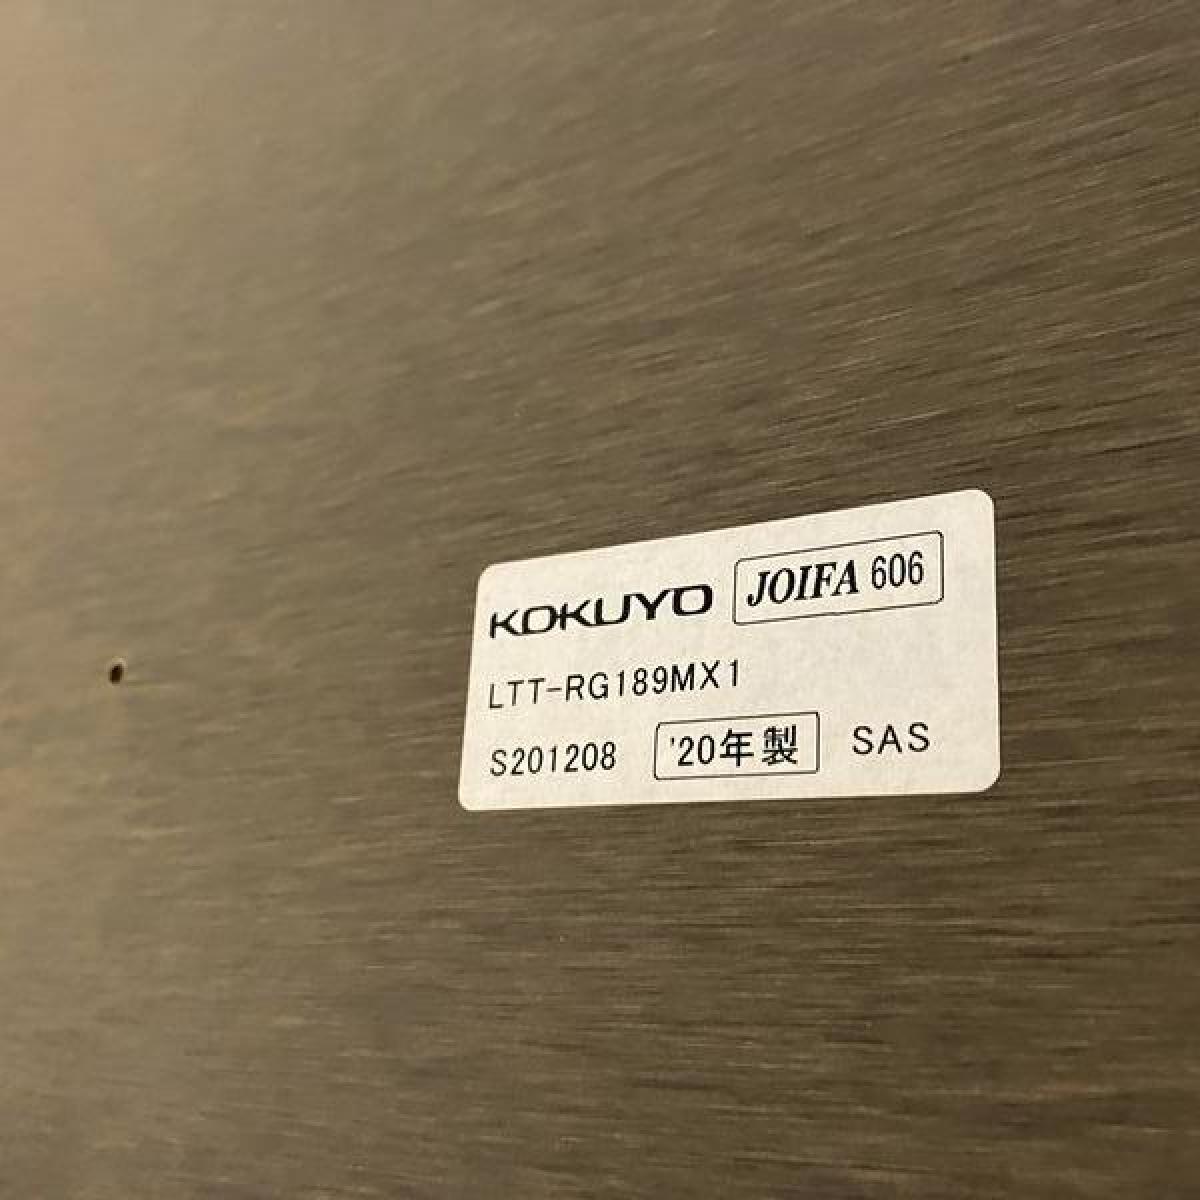 KOKUYO JOIFA 606
LTT-RG189MX1
S201208 '20年製 SAS